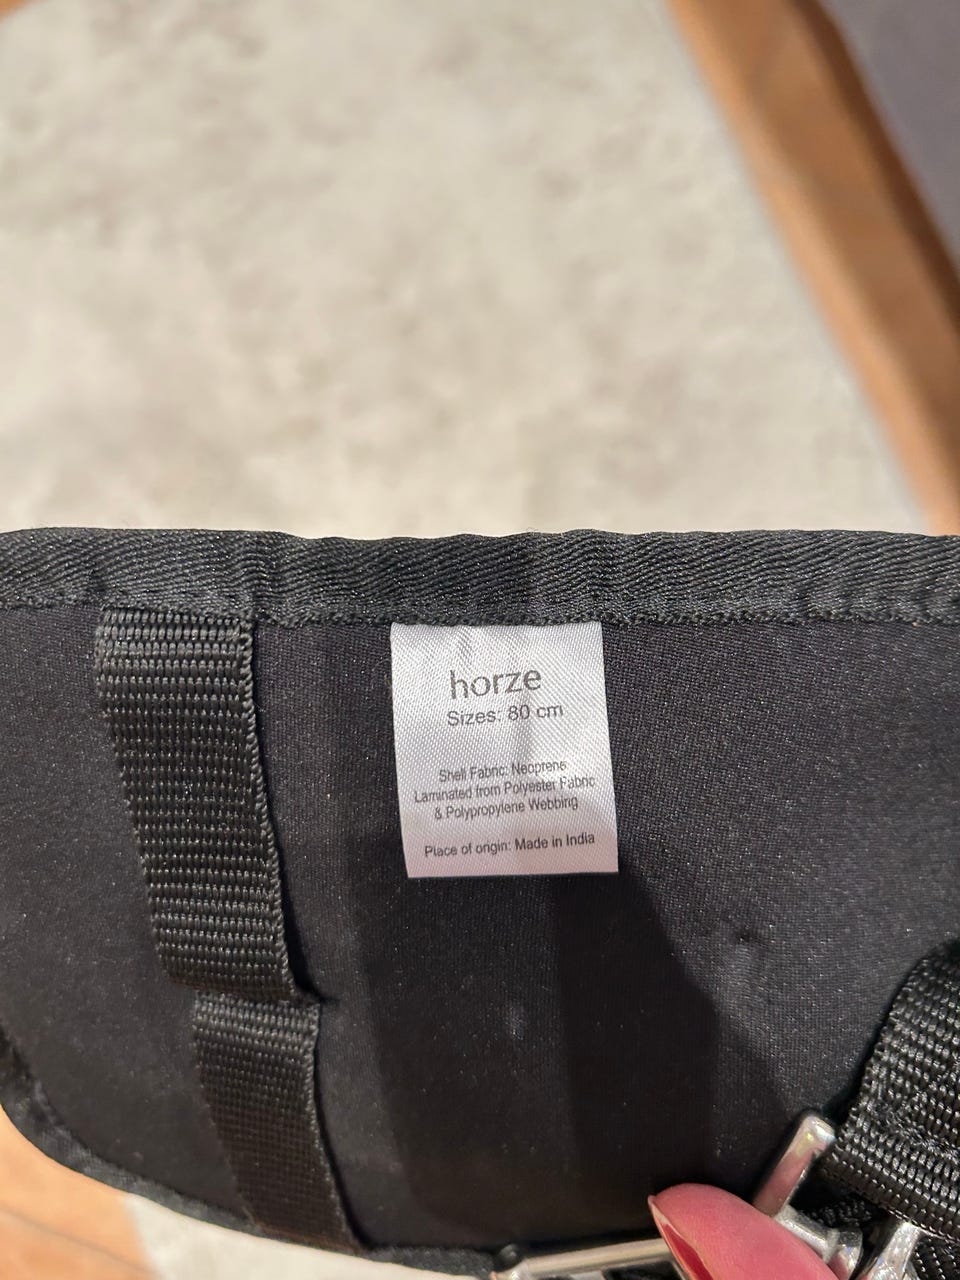 horze
Sizes: 80 cm
Shell Fabric: Neoprene
Laminated from Polyester Fabric
& Polypropylene Webbing
Place of origin: Made in India